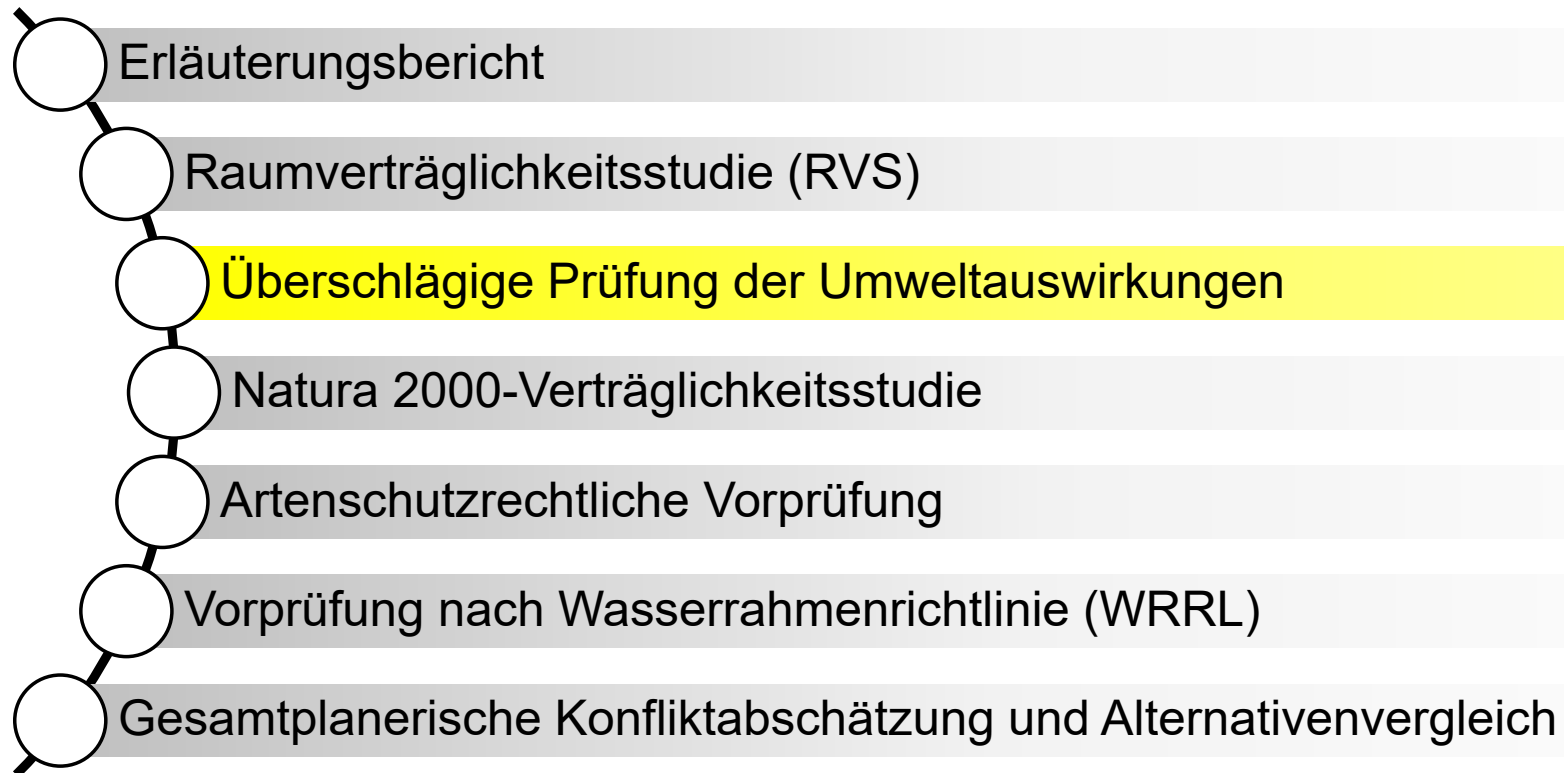 Erläuterungsbericht
Raumverträglichkeitsstudie (RVS)
Überschlägige Prüfung der Umweltauswirkungen
Natura 2000-Verträglichkeitsstudie
Artenschutzrechtliche Vorprüfung
Vorprüfung nach Wasserrahmenrichtlinie (WRRL)
Gesamtplanerische Konfliktabschätzung und Alternativenvergleich